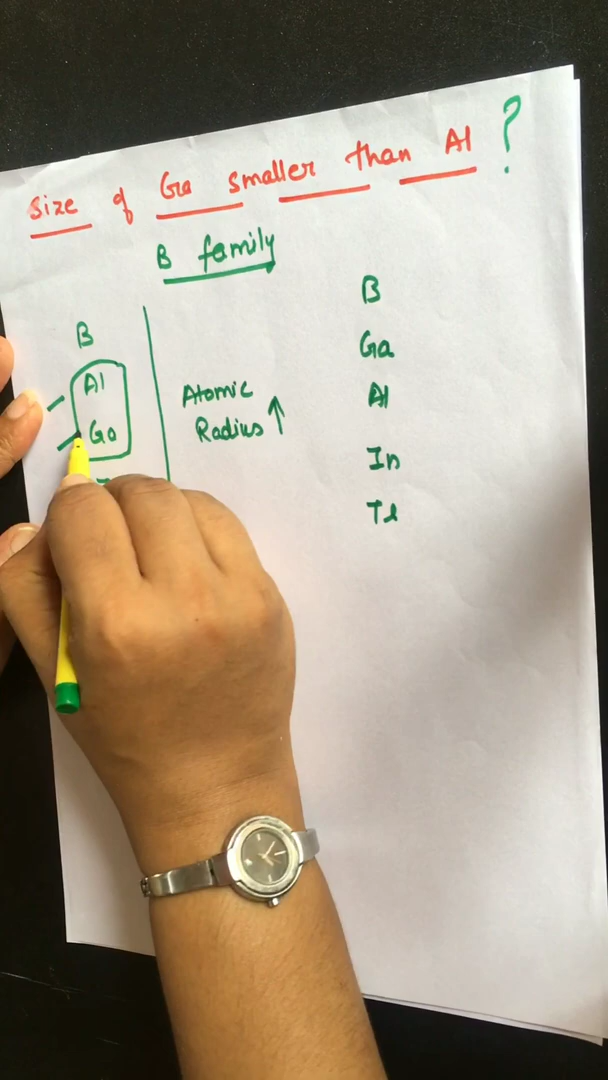 size of Ga smaller than Al ?
B family
B
Al
Ga
Atomic
Radius ↑
B
Ga
Al
In
Tl